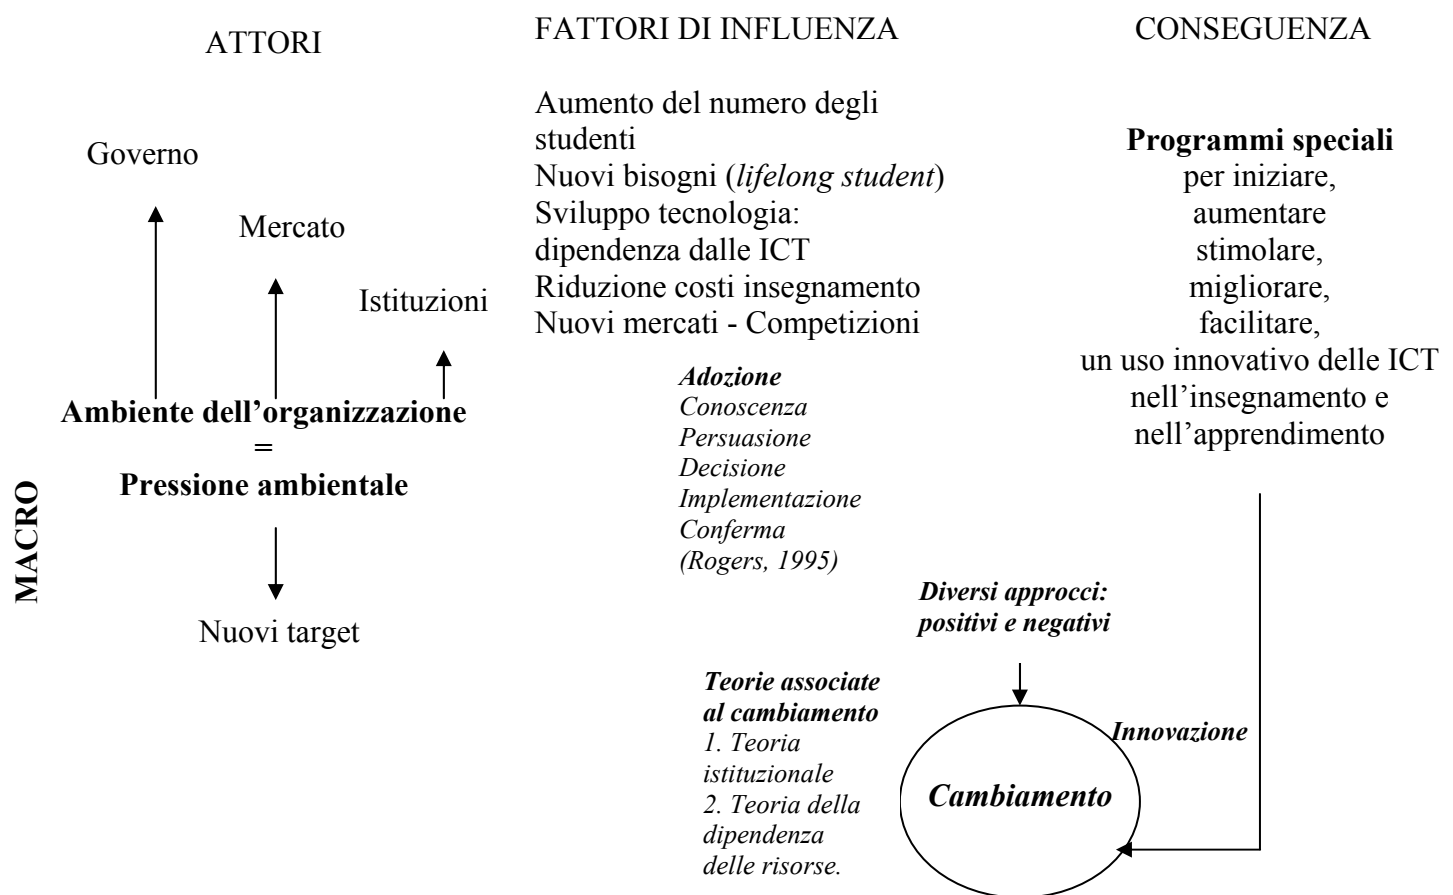 ATTORI
FATTORI DI INFLUENZA
CONSEGUENZA
Governo
Mercato
Istituzioni
Ambiente dell’organizzazione
=
Pressione ambientale
Nuovi target
MACRO
Aumento del numero degli
studenti
Nuovi bisogni (lifelong student)
Sviluppo tecnologia:
dipendenza dalle ICT
Riduzione costi insegnamento
Nuovi mercati - Competizioni
Adozione
Conoscenza
Persuasione
Decisione
Implementazione
Conferma
(Rogers, 1995)
Programmi speciali
per iniziare,
aumentare
stimolare,
migliorare,
facilitare,
un uso innovativo delle ICT
nell’insegnamento e
nell’apprendimento
Diversi approcci:
positivi e negativi
Teorie associate
al cambiamento
1. Teoria
istituzionale
2. Teoria della
dipendenza
delle risorse.
Innovazione
Cambiamento